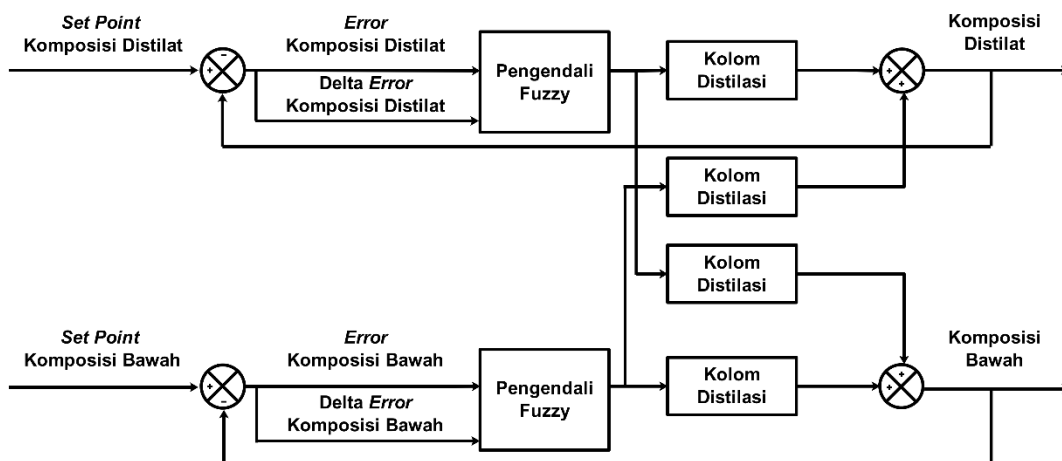 Set Point
Komposisi Distilat
Error
Komposisi Distilat
Delta Error
Komposisi Distilat
Pengendali
Fuzzy
Kolom
Distilasi
Komposisi
Distilat
Kolom
Distilasi
Kolom
Distilasi
Set Point
Komposisi Bawah
Error
Komposisi Bawah
Delta Error
Komposisi Bawah
Pengendali
Fuzzy
Kolom
Distilasi
Komposisi
Bawah